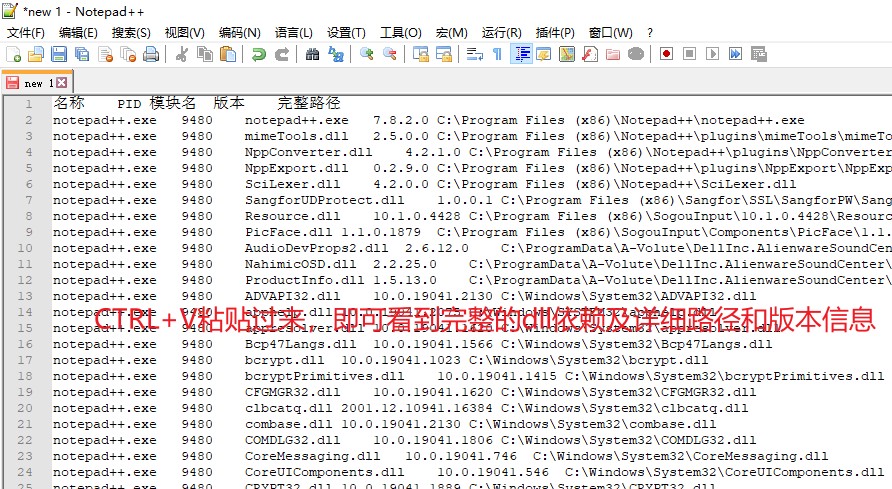 *new 1 - Notepad++
文件(F) 编辑(E) 搜索(S) 视图(V) 编码(N) 语言(L) 设置(T) 工具(O) 宏(M) 运行(R) 插件(P) 窗口(W) ?
new 1
1 名称 PID 模块名 版本 完整路径
2 notepad++.exe 9480 notepad++.exe 7.8.2.0 C:\Program Files (x86)\Notepad++\notepad++.exe
3 notepad++.exe 9480 mimeTools.dll 2.5.0.0 C:\Program Files (x86)\Notepad++\plugins\mimeTools\mimeTo
4 notepad++.exe 9480 NppConverter.dll 4.2.1.0 C:\Program Files (x86)\Notepad++\plugins\NppConverter
5 notepad++.exe 9480 NppExport.dll 0.2.9.0 C:\Program Files (x86)\Notepad++\plugins\NppExport\NppExp
6 notepad++.exe 9480 SciLexer.dll 4.2.0.0 C:\Program Files (x86)\Notepad++\SciLexer.dll
7 notepad++.exe 9480 SangforUDProtect.dll 1.0.0.1 C:\Program Files (x86)\Sangfor\SSL\SangforPW\Sang
8 notepad++.exe 9480 Resource.dll 10.1.0.4428 C:\Program Files (x86)\SogouInput\10.1.0.4428\Resourc
9 notepad++.exe 9480 PicFace.dll 1.1.0.1879 C:\Program Files (x86)\SogouInput\Components\PicFace\1.1.
10 notepad++.exe 9480 AudioDevProps2.dll 2.6.12.0 C:\ProgramData\A-Volute\DellInc.AlienwareSoundCent
11 notepad++.exe 9480 NahimicOSD.dll 2.2.25.0 C:\ProgramData\A-Volute\DellInc.AlienwareSoundCenter\
12 notepad++.exe 9480 ProductInfo.dll 1.5.13.0 C:\ProgramData\A-Volute\DellInc.AlienwareSoundCenter\
13 notepad++.exe 9480 ADVAPI32.dll 10.0.19041.2130 C:\Windows\System32\ADVAPI32.dll
CTRL+V粘贴过来，即可看到完整的dll依赖及详细路径和版本信息
14 notepad++.exe 9480
15 notepad++.exe 9480
16 notepad++.exe 9480 Bcp47Langs.dll 10.0.19041.1566 C:\Windows\System32\Bcp47Langs.dll
17 notepad++.exe 9480 bcrypt.dll 10.0.19041.1023 C:\Windows\System32\bcrypt.dll
18 notepad++.exe 9480 bcryptPrimitives.dll 10.0.19041.1415 C:\Windows\System32\bcryptPrimitives.dll
19 notepad++.exe 9480 CFGMGR32.dll 10.0.19041.1620 C:\Windows\System32\CFGMGR32.dll
20 notepad++.exe 9480 clbcatq.dll 2001.12.10941.16384 C:\Windows\System32\clbcatq.dll
21 notepad++.exe 9480 combase.dll 10.0.19041.2130 C:\Windows\System32\combase.dll
22 notepad++.exe 9480 COMDLG32.dll 10.0.19041.1806 C:\Windows\System32\COMDLG32.dll
23 notepad++.exe 9480 CoreMessaging.dll 10.0.19041.746 C:\Windows\System32\CoreMessaging.dll
24 notepad++.exe 9480 CoreUIComponents.dll 10.0.19041.546 C:\Windows\System32\CoreUIComponents.dll
25 notepad++.exe 9480 CRYPT32.dll 10.0.19041.1889 C:\Windows\System32\CRYPT32.dll